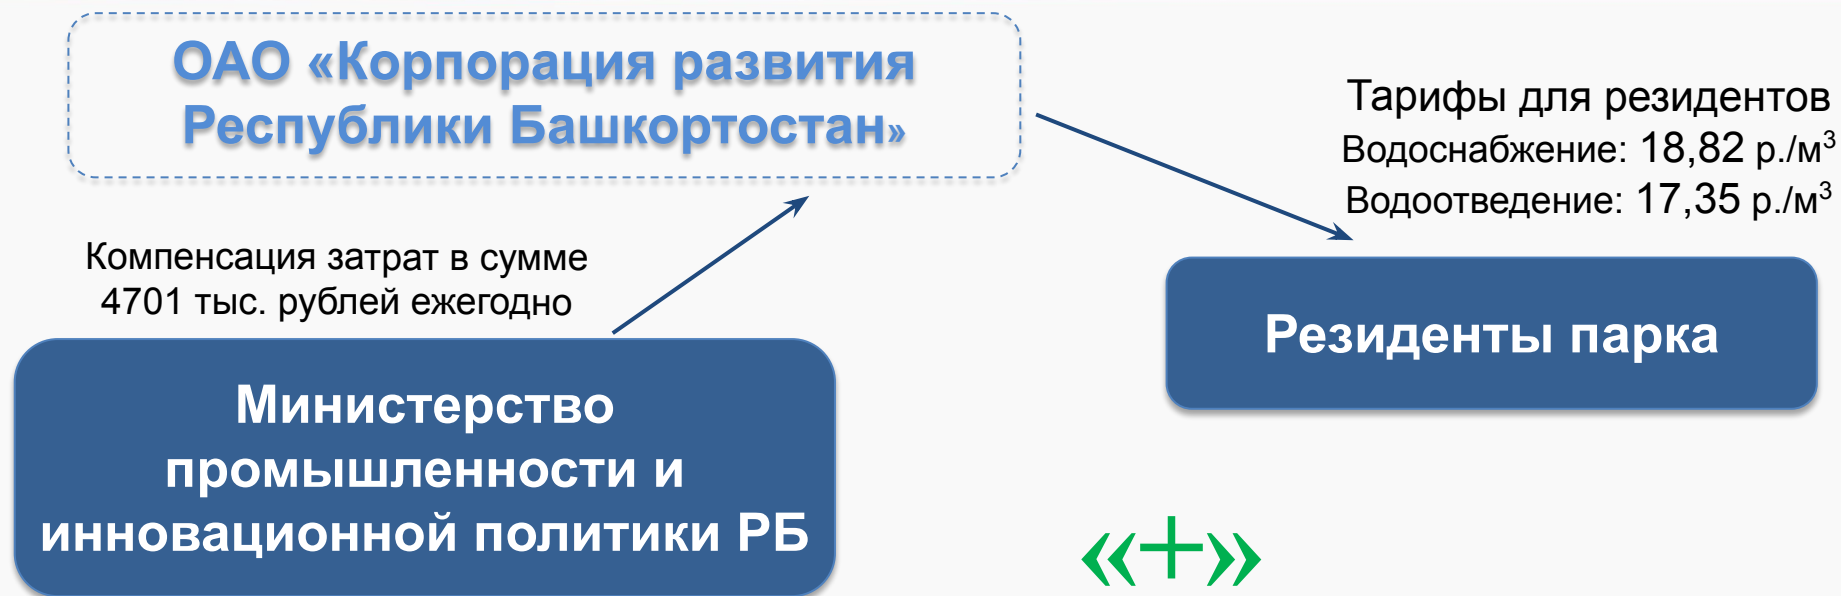 ОАО «Корпорация развития
Республики Башкортостан»
Тарифы для резидентов
Водоснабжение: 18,82 р./м³
Водоотведение: 17,35 р./м³
Компенсация затрат в сумме
4701 тыс. рублей ежегодно
Резиденты парка
Министерство
промышленности и
инновационной политики РБ
«+»